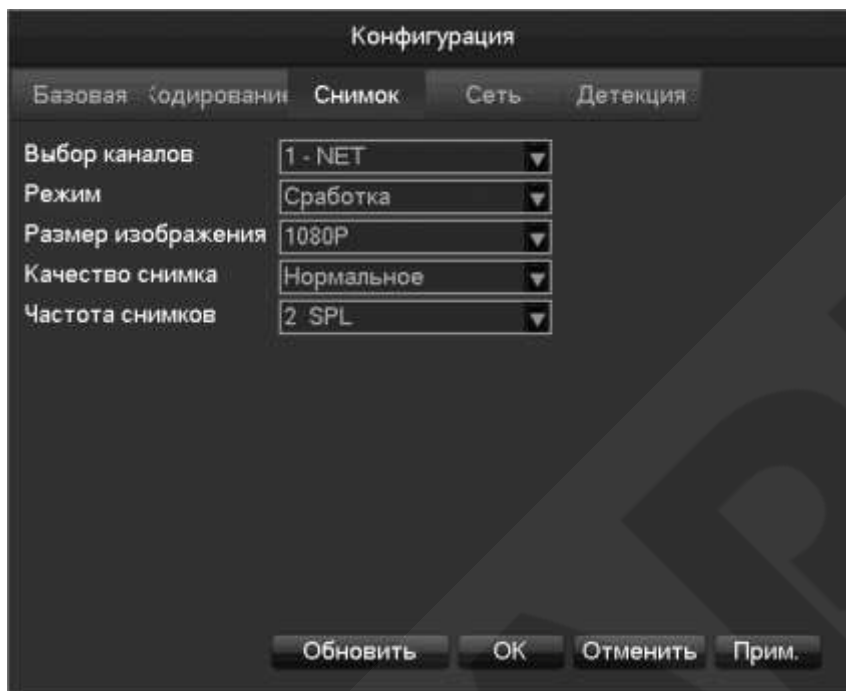 Конфигурация
Базовая Кодирование Снимок Сеть Детекция
Выбор каналов 1 - NET
Режим Сработка
Размер изображения 1080P
Качество снимка Нормальное
Частота снимков 2 SPL
Обновить OK Отменить Прим.